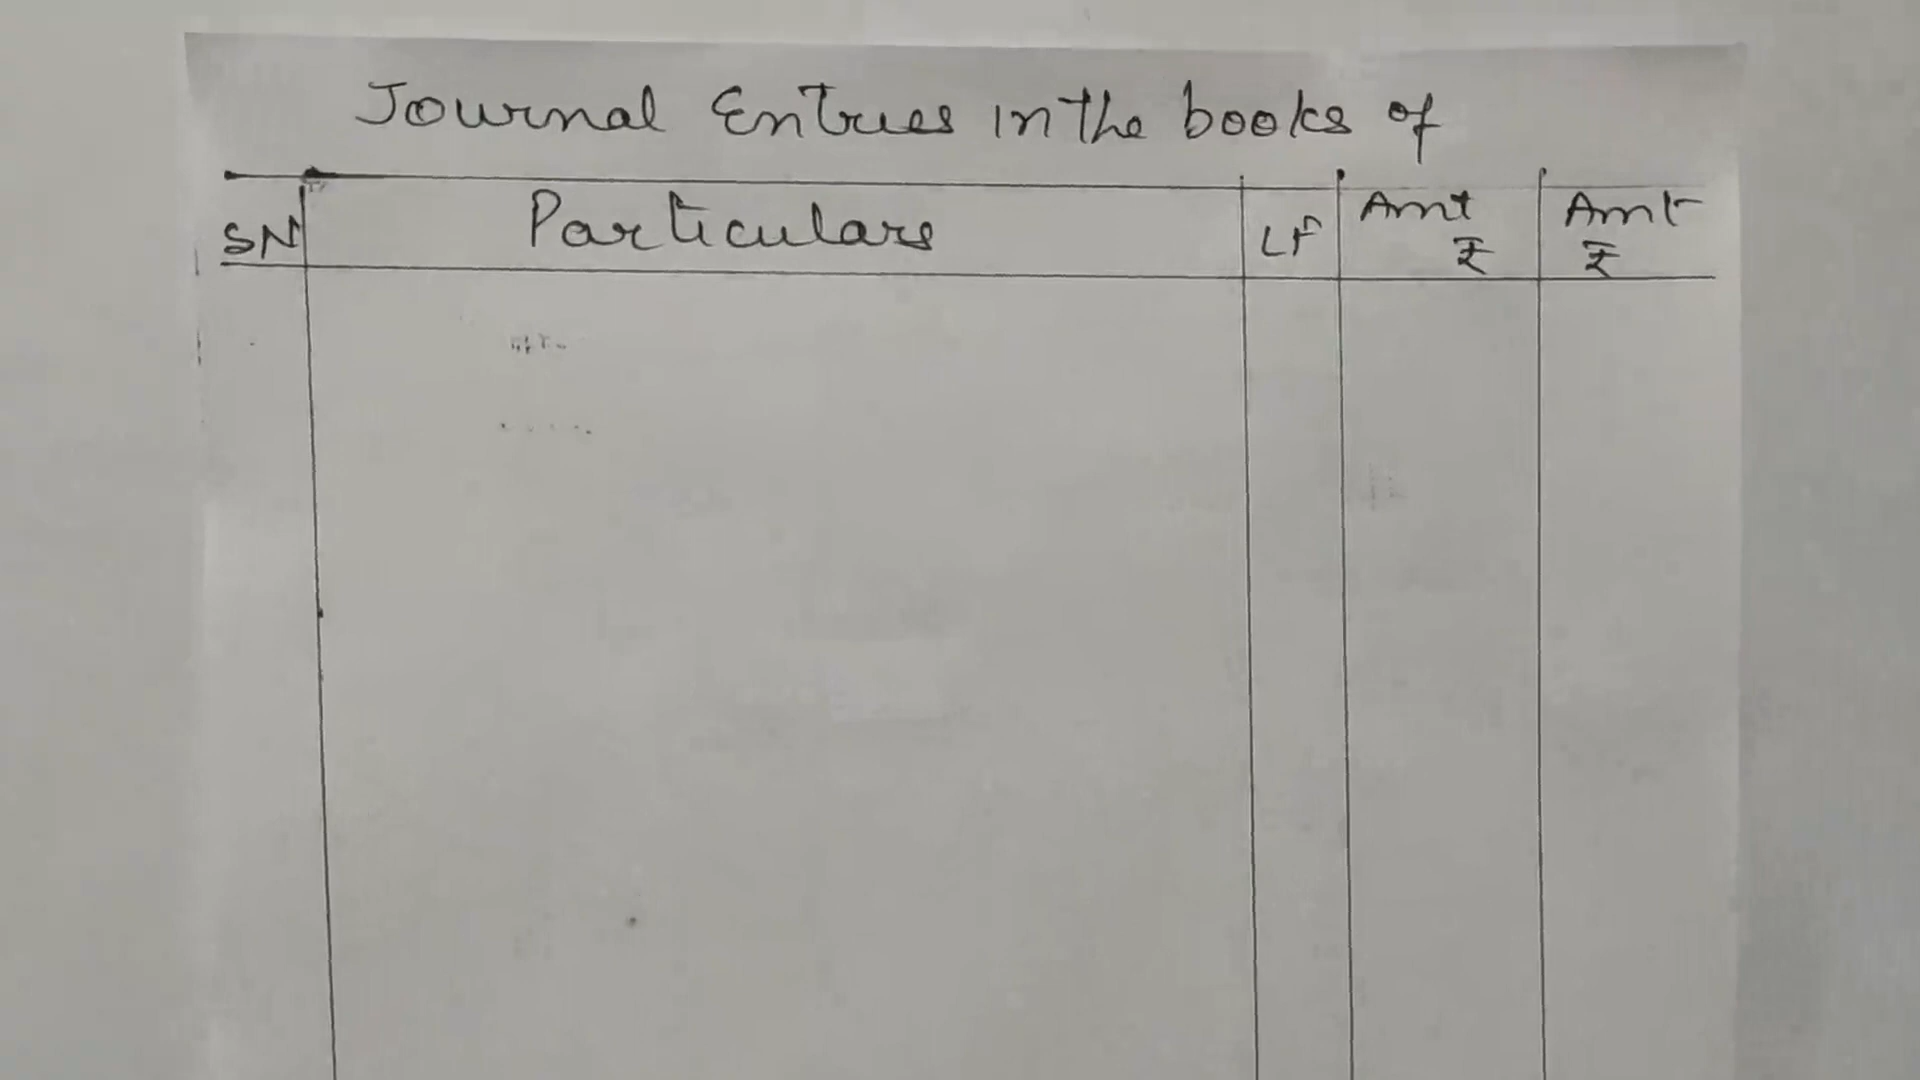 Journal Entries in the books of
SN Particulars LF Amt ₹ Amt ₹